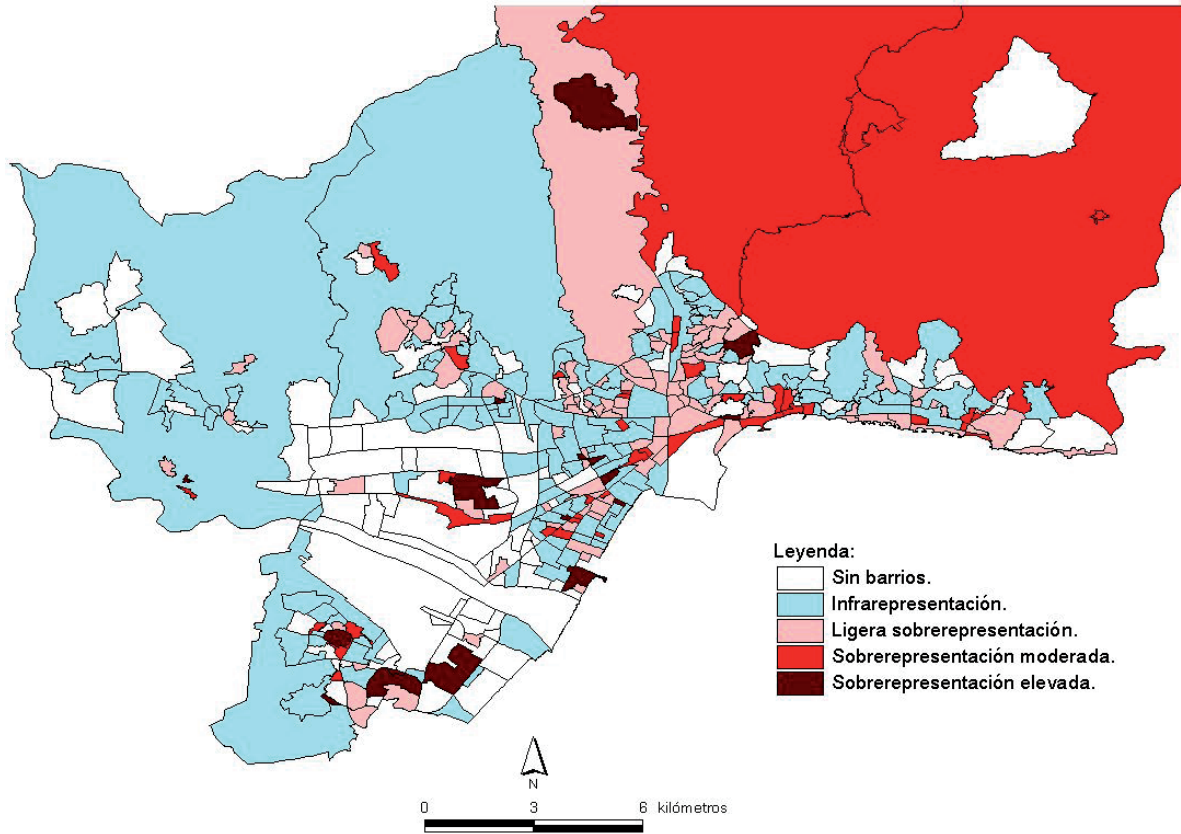 Leyenda:
Sin barrios.
Infrarepresentación.
Ligera sobrerepresentación.
Sobrerepresentación moderada.
Sobrerepresentación elevada.
N
0 3 6 kilómetros